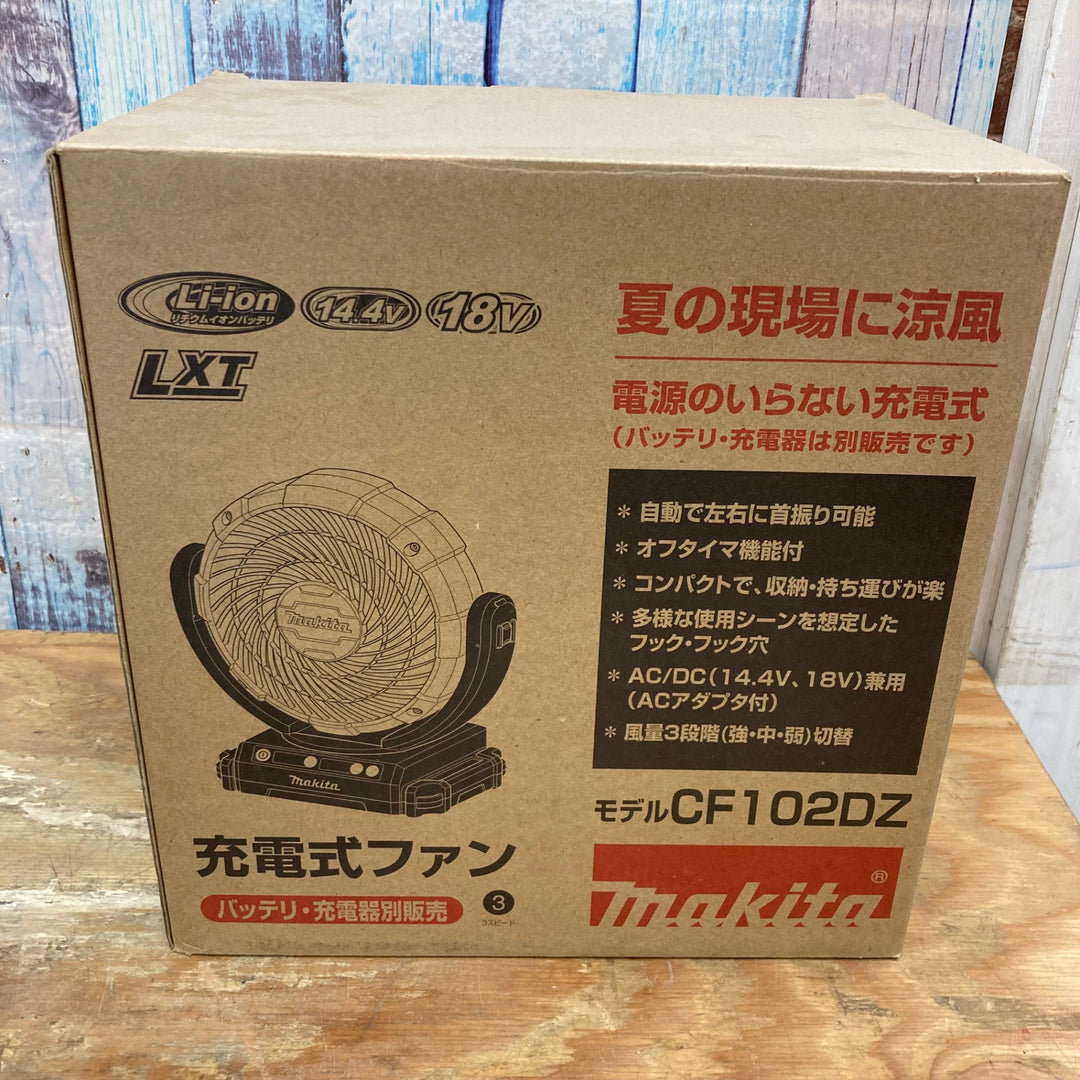 Li-ion
リチウムイオンバッテリ
14.4V
18V
LXT
makita
makita
充電式ファン
バッテリ・充電器別販売
3
3スピード
夏の現場に涼風
電源のいらない充電式
(バッテリ・充電器は別販売です)
* 自動で左右に首振り可能
* オフタイマ機能付
* コンパクトで、収納・持ち運びが楽
* 多様な使用シーンを想定した
フック・フック穴
* AC/DC(14.4V、18V)兼用
(ACアダプタ付)
* 風量3段階(強・中・弱)切替
モデルCF102DZ
makita®